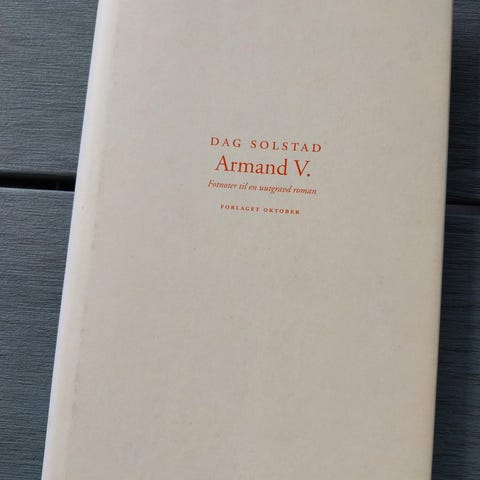 DAG SOLSTAD
Armand V.
Fotnoter til en uutgravd roman
FORLAGET OKTOBER